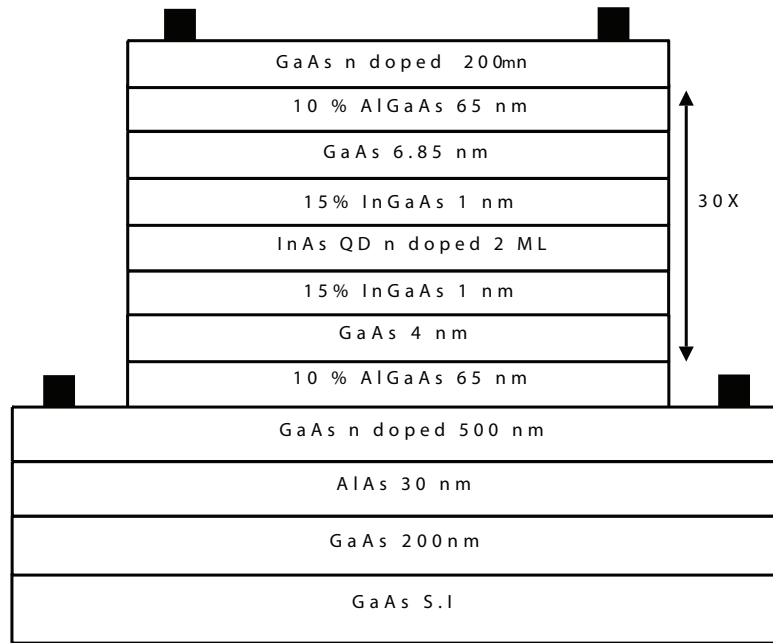 GaAs n doped 200mn
10 % AlGaAs 65 nm
GaAs 6.85 nm
15% InGaAs 1 nm
30X
InAs QD n doped 2 ML
15% InGaAs 1 nm
GaAs 4 nm
10 % AlGaAs 65 nm
GaAs n doped 500 nm
AlAs 30 nm
GaAs 200nm
GaAs S.I